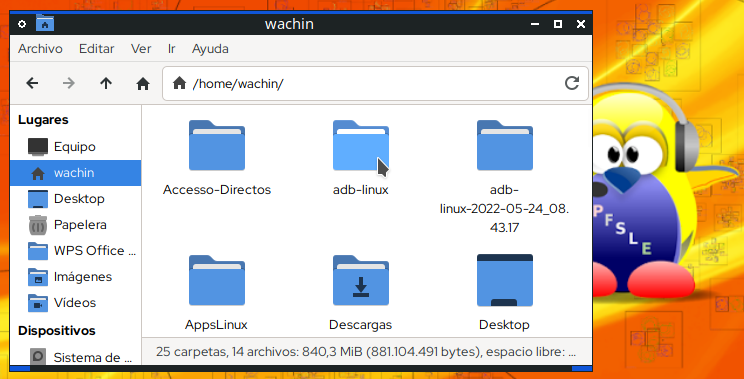 wachin
Archivo Editar Ver Ir Ayuda
/home/wachin/
Lugares
Equipo
wachin
Desktop
Papelera
WPS Office ...
Imágenes
Vídeos
Dispositivos
Sistema de ...
Accesso-Directos
adb-linux
adb-
linux-2022-05-24_08.
43.17
AppsLinux
Descargas
Desktop
25 carpetas, 14 archivos: 840,3 MiB (881.104.491 bytes), espacio libre: ...
PFSLE